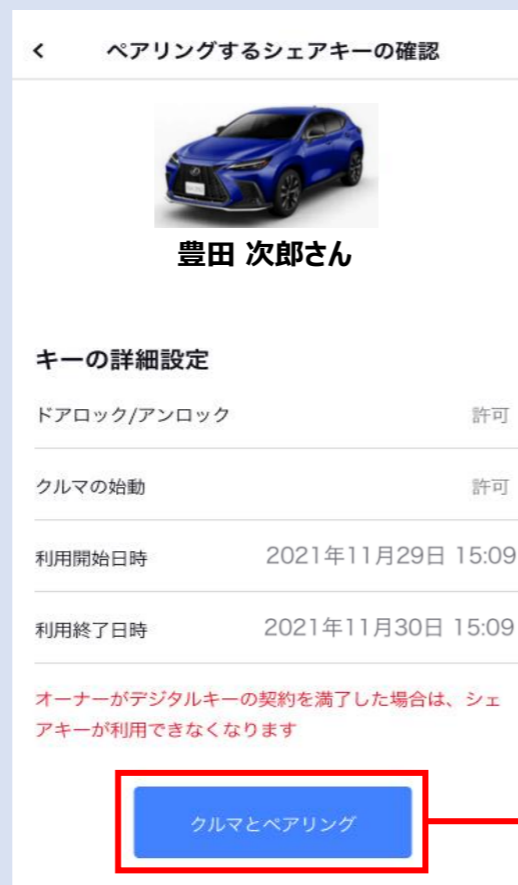 ペアリングするシェアキーの確認
豊田 次郎さん
キーの詳細設定
ドアロック/アンロック 許可
クルマの始動 許可
利用開始日時 2021年11月29日 15:09
利用終了日時 2021年11月30日 15:09
オーナーがデジタルキーの契約を満了した場合は、シェ
アキーが利用できなくなります
クルマとペアリング